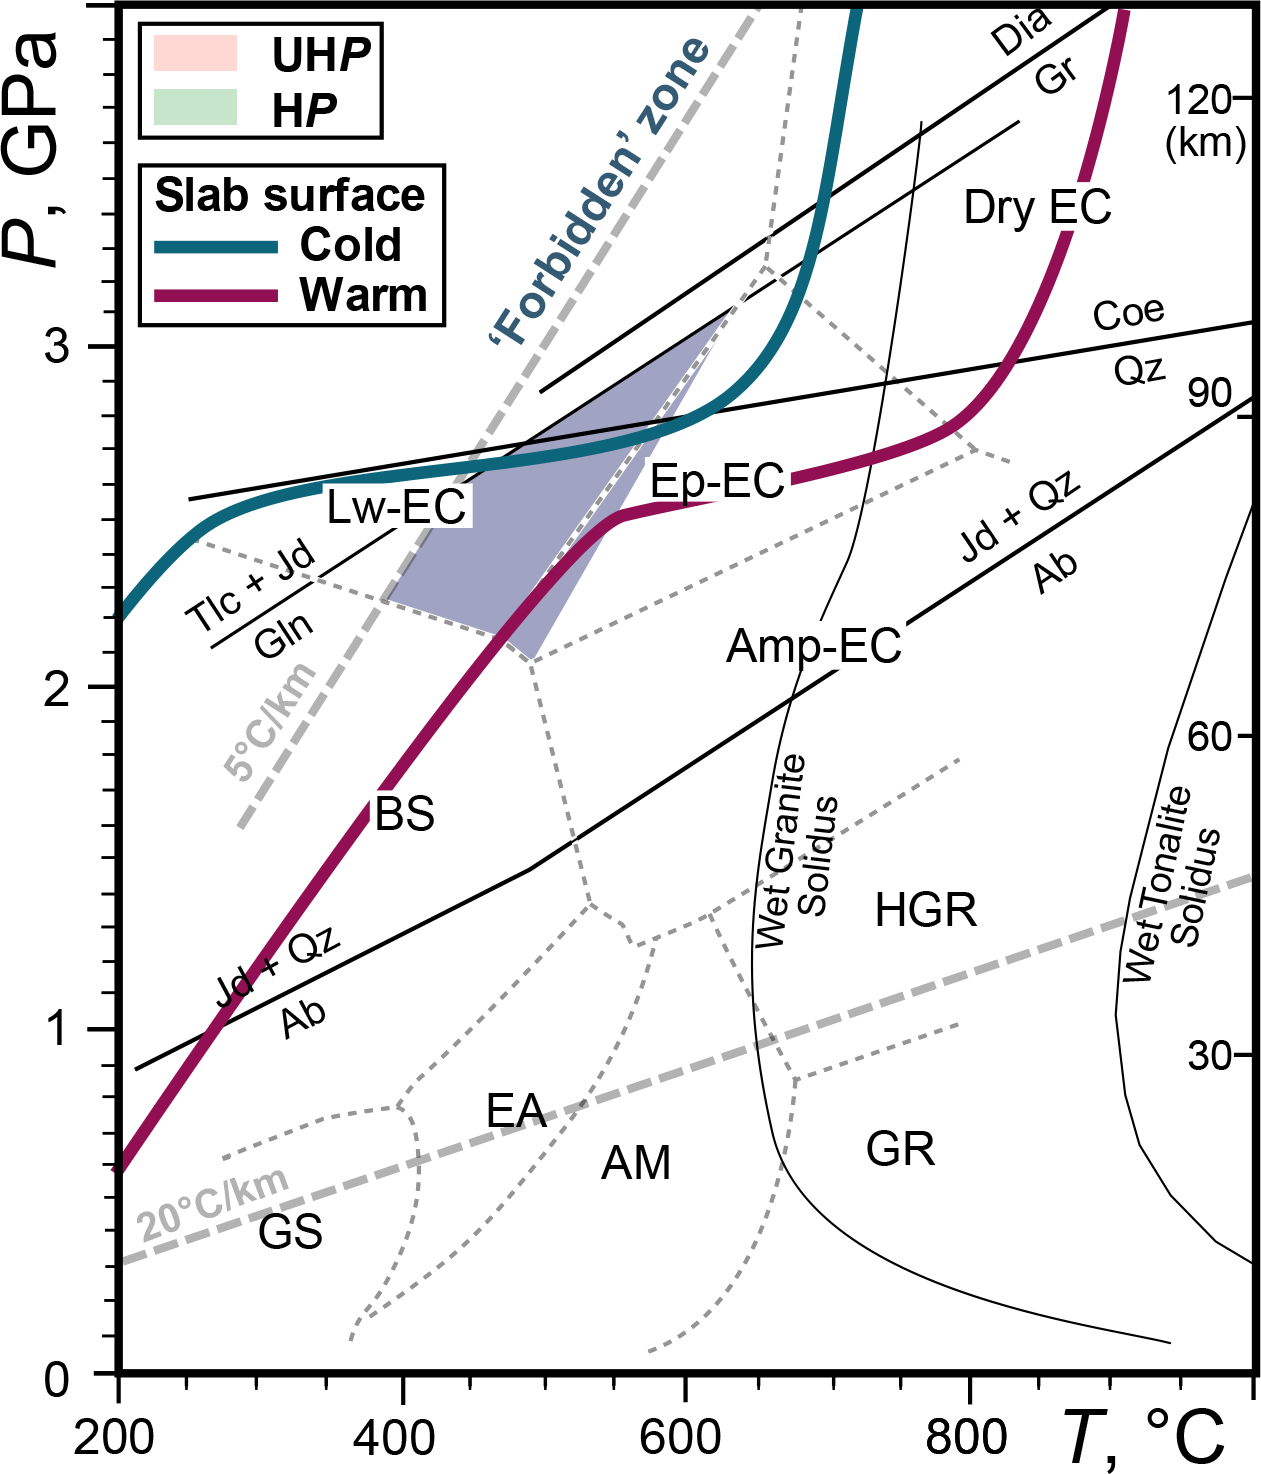 P, GPa
UHP
HP
Slab surface
Cold
Warm
'Forbidden' zone
Dia
Gr
120
(km)
Dry EC
3
Coe
Qz
90
Lw-EC
Ep-EC
Tlc + Jd
Gln
Jd + Qz
Ab
2
5°C/km
Amp-EC
60
BS
Wet Granite
Solidus
Wet Tonalite
Solidus
HGR
Jd + Qz
Ab
1
30
EA
AM
GR
20°C/km
GS
0
200
400
600
800
T, °C